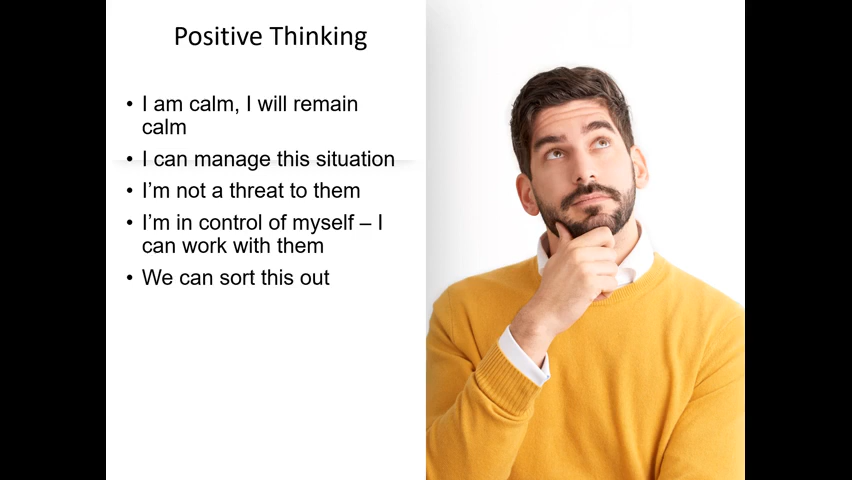 Positive Thinking
• I am calm, I will remain
calm
• I can manage this situation
• I’m not a threat to them
• I’m in control of myself – I
can work with them
• We can sort this out